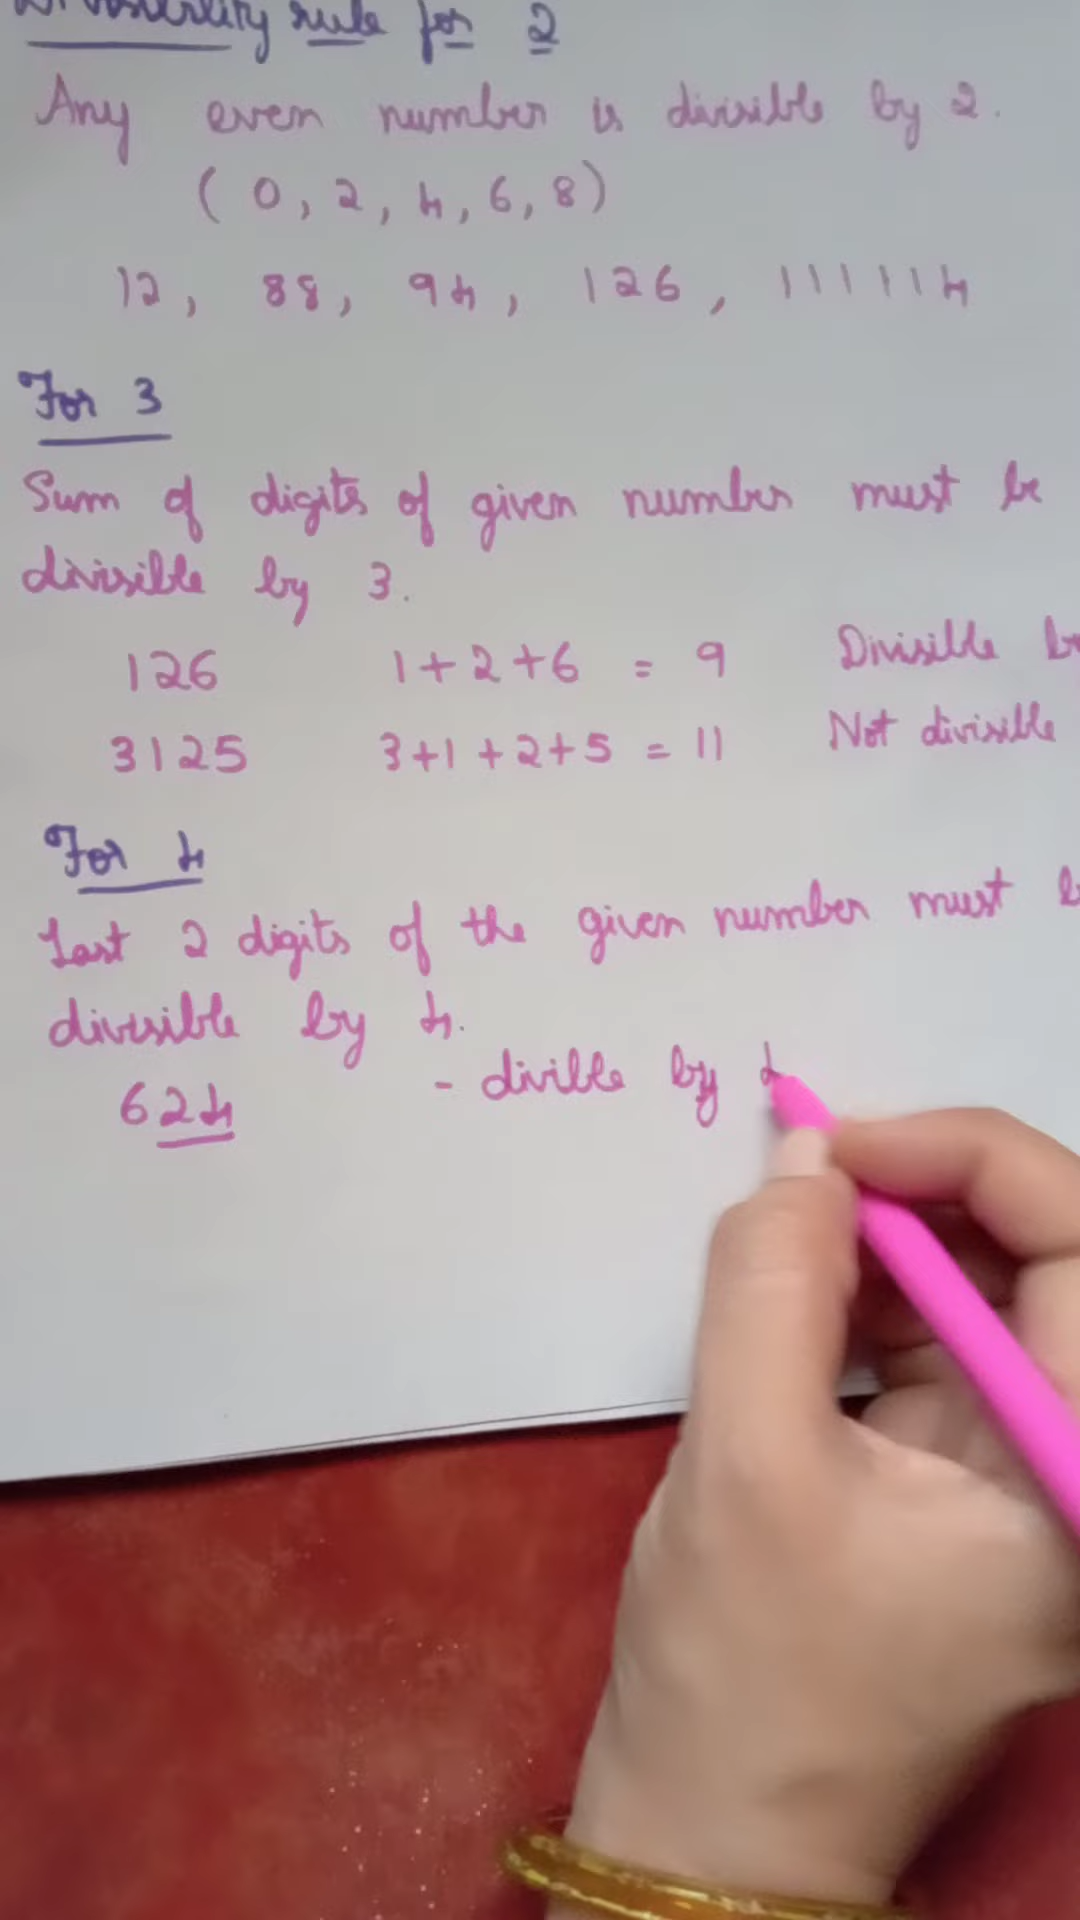 Divisibility rule for 2
Any even number is divisible by 2.
(0, 2, 4, 6, 8)
12, 88, 94, 126, 111114
For 3
Sum of digits of given number must be
divisible by 3.
126 1+2+6 = 9 Divisible by
3125 3+1+2+5 = 11 Not divisible
For 4
Last 2 digits of the given number must b
divisible by 4.
624 - divible by 4